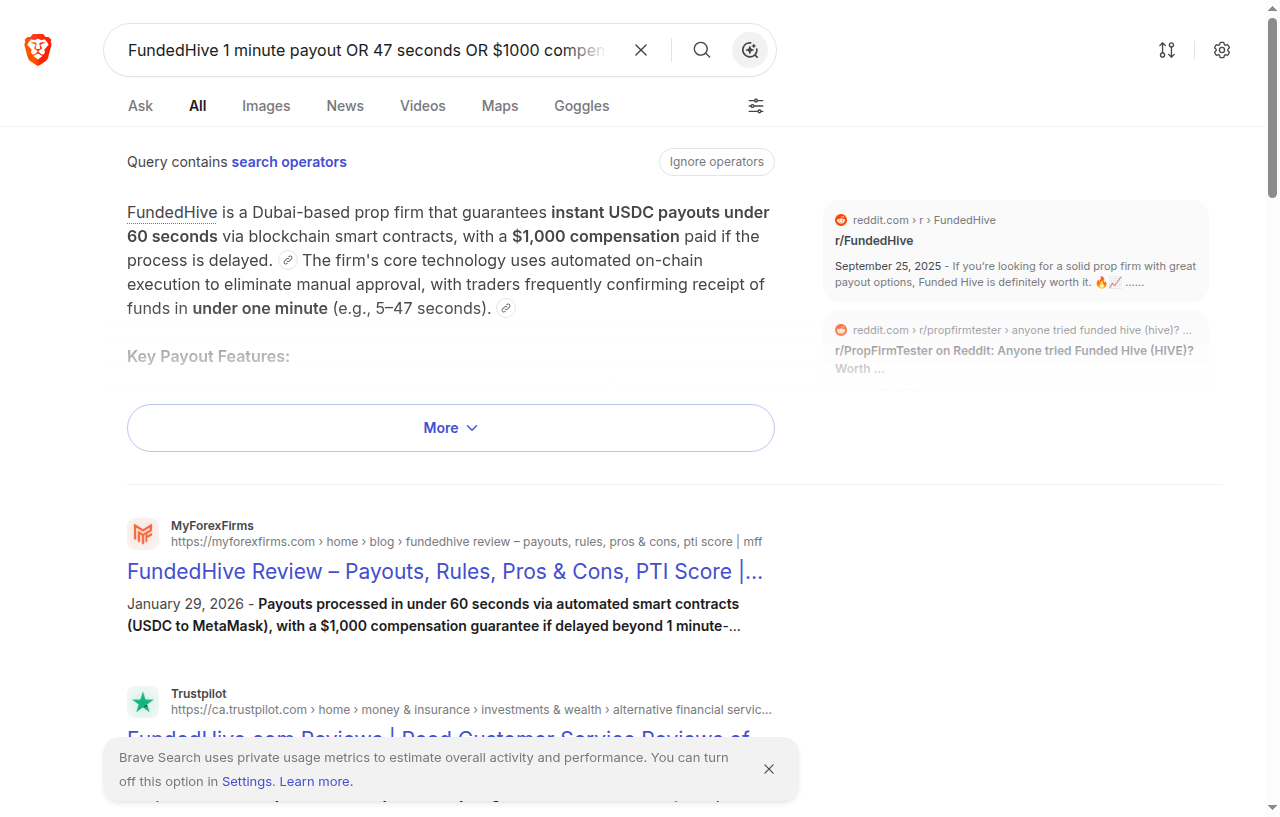 FundedHive 1 minute payout OR 47 seconds OR $1000 compen
Ask All Images News Videos Maps Goggles
Query contains search operators
Ignore operators
FundedHive is a Dubai-based prop firm that guarantees instant USDC payouts under
60 seconds via blockchain smart contracts, with a $1,000 compensation paid if the
process is delayed. The firm's core technology uses automated on-chain
execution to eliminate manual approval, with traders frequently confirming receipt of
funds in under one minute (e.g., 5–47 seconds).
Key Payout Features:
More
reddit.com › r › FundedHive
r/FundedHive
September 25, 2025 - If you're looking for a solid prop firm with great
payout options, Funded Hive is definitely worth it. 🔥📈 ......
reddit.com › r/propfirmtester › anyone tried funded hive (hive)? ...
r/PropFirmTester on Reddit: Anyone tried Funded Hive (HIVE)?
Worth ...
MyForexFirms
https://myforexfirms.com › home › blog › fundedhive review – payouts, rules, pros & cons, pti score | mff
FundedHive Review – Payouts, Rules, Pros & Cons, PTI Score |...
January 29, 2026 - Payouts processed in under 60 seconds via automated smart contracts
(USDC to MetaMask), with a $1,000 compensation guarantee if delayed beyond 1 minute-...
Trustpilot
https://ca.trustpilot.com › home › money & insurance › investments & wealth › alternative financial servic...
FundedHive.com Reviews | Read Customer Service Reviews of
Brave Search uses private usage metrics to estimate overall activity and performance. You can turn
off this option in Settings. Learn more.